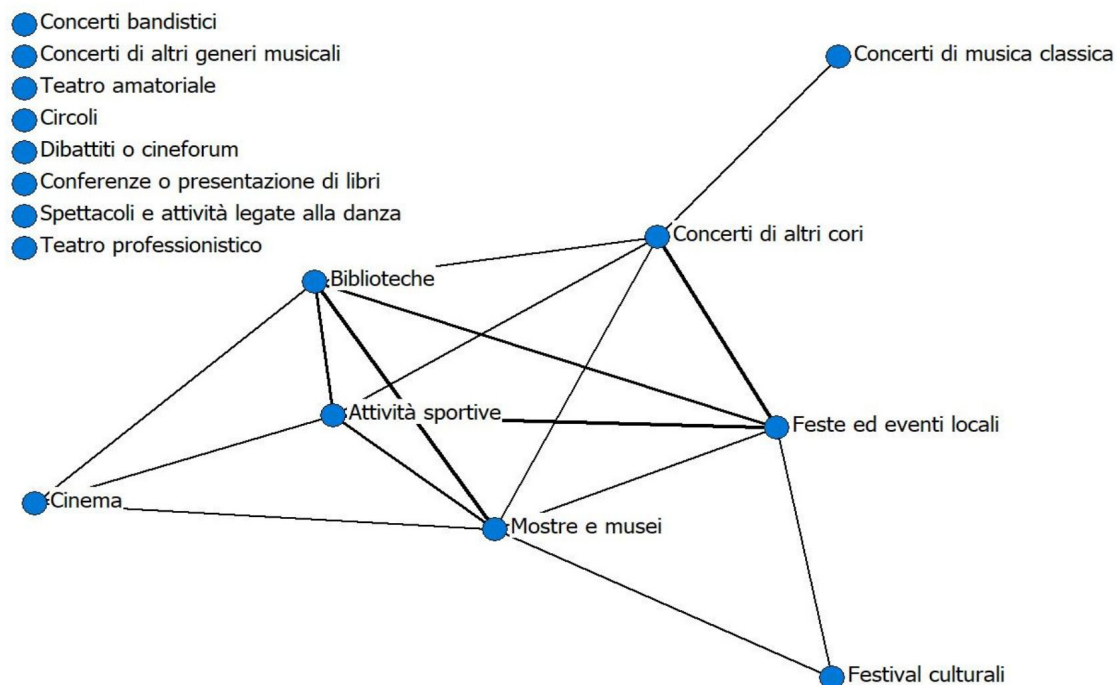 Concerti bandistici
Concerti di altri generi musicali
Teatro amatoriale
Circoli
Dibattiti o cineforum
Conferenze o presentazione di libri
Spettacoli e attività legate alla danza
Teatro professionistico
Concerti di musica classica
Concerti di altri cori
Biblioteche
Attività sportive
Feste ed eventi locali
Cinema
Mostre e musei
Festival culturali